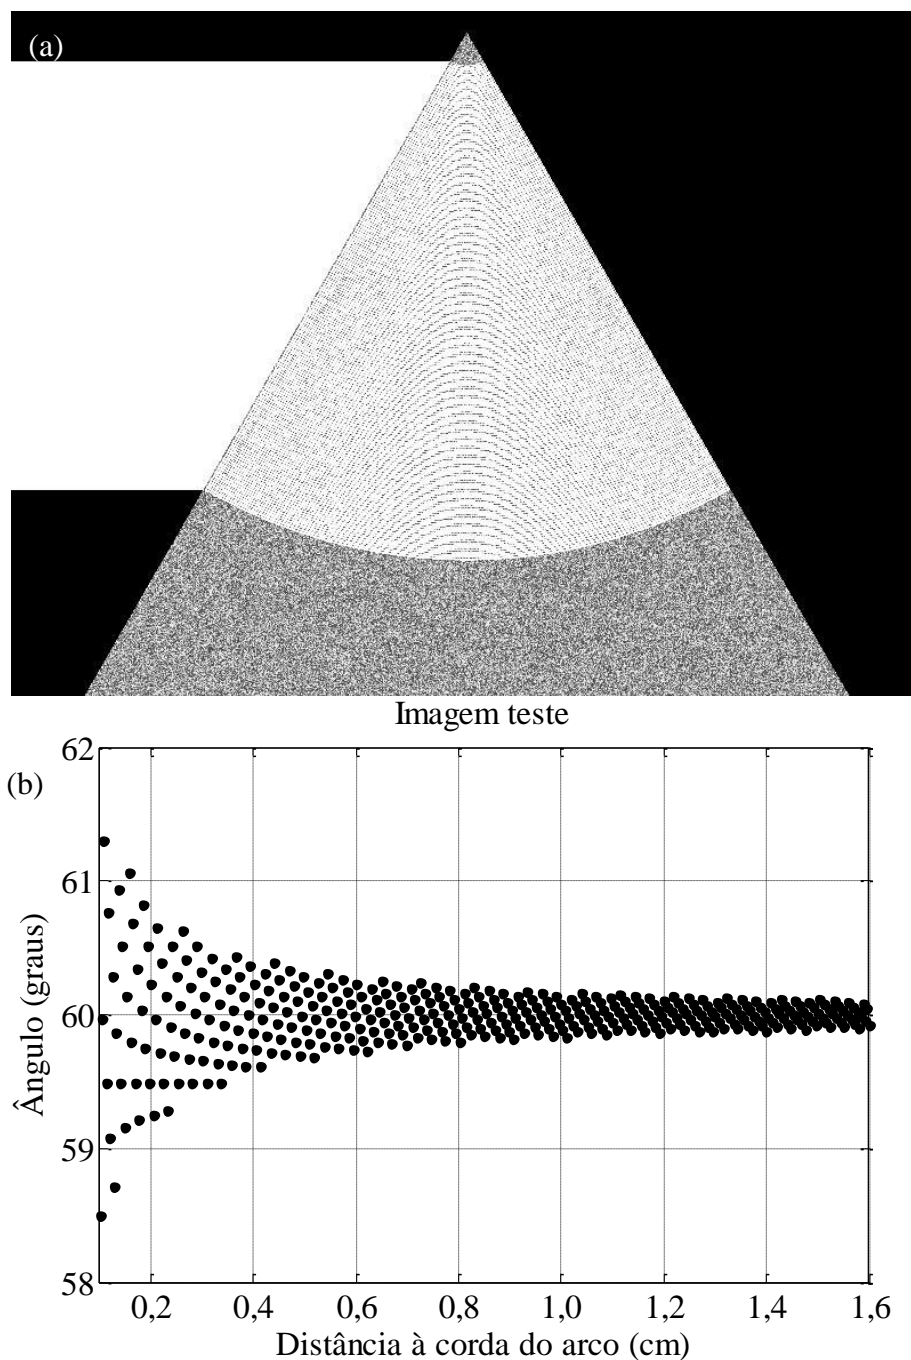 (a)
Imagem teste
62
(b)
61
60
59
58
Ângulo (graus)
0,2 0,4 0,6 0,8 1,0 1,2 1,4 1,6
Distância à corda do arco (cm)